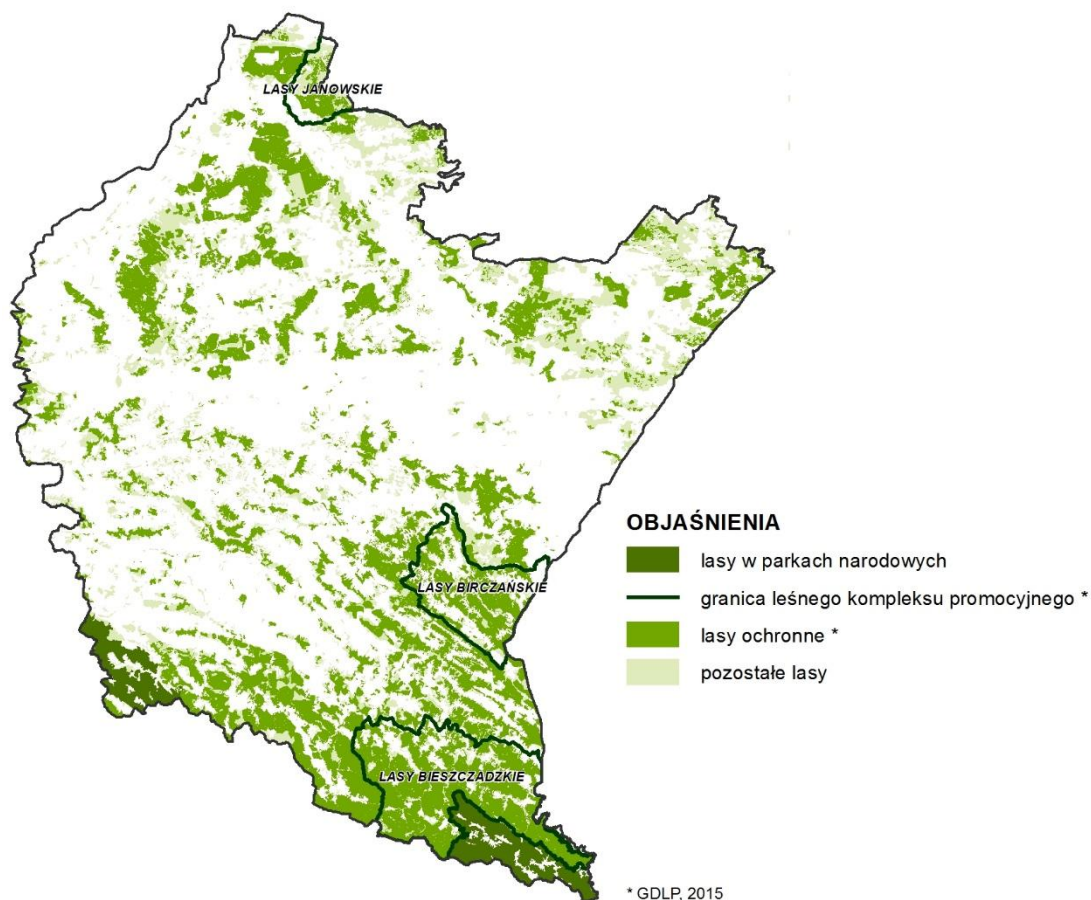 LASY JANOWSKIE
LASY BIRCZAŃSKIE
LASY BIESZCZADZKIE
OBJAŚNIENIA
lasy w parkach narodowych
granica leśnego kompleksu promocyjnego *
lasy ochronne *
pozostałe lasy
* GDLP, 2015